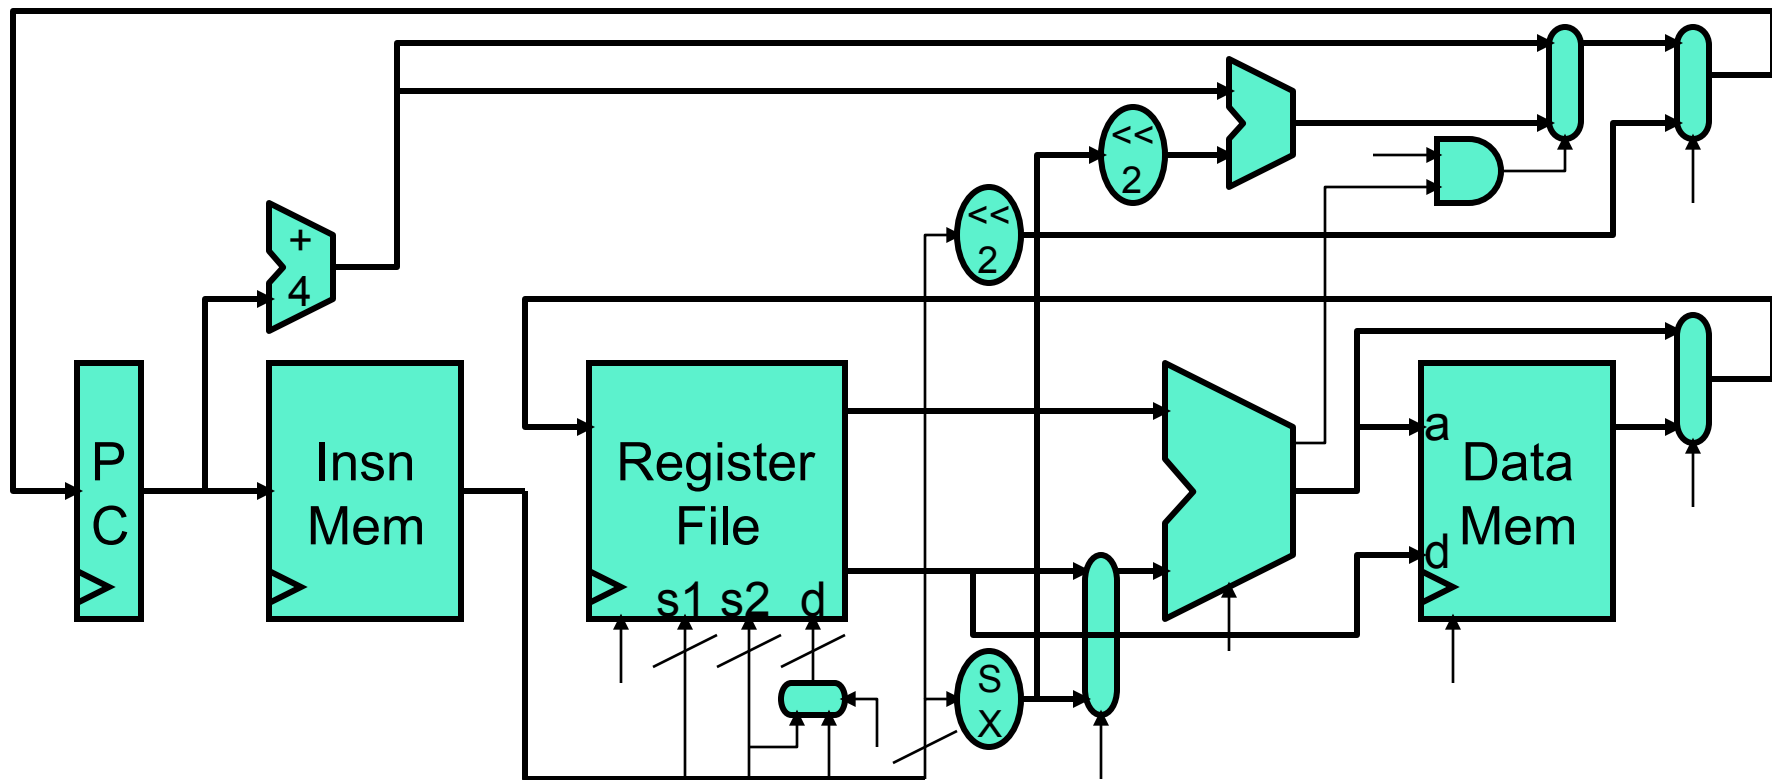 <<
2
<<
2
+
4
P
C
Insn
Mem
Register
File
s1 s2 d
a
Data
Mem
d
S
X